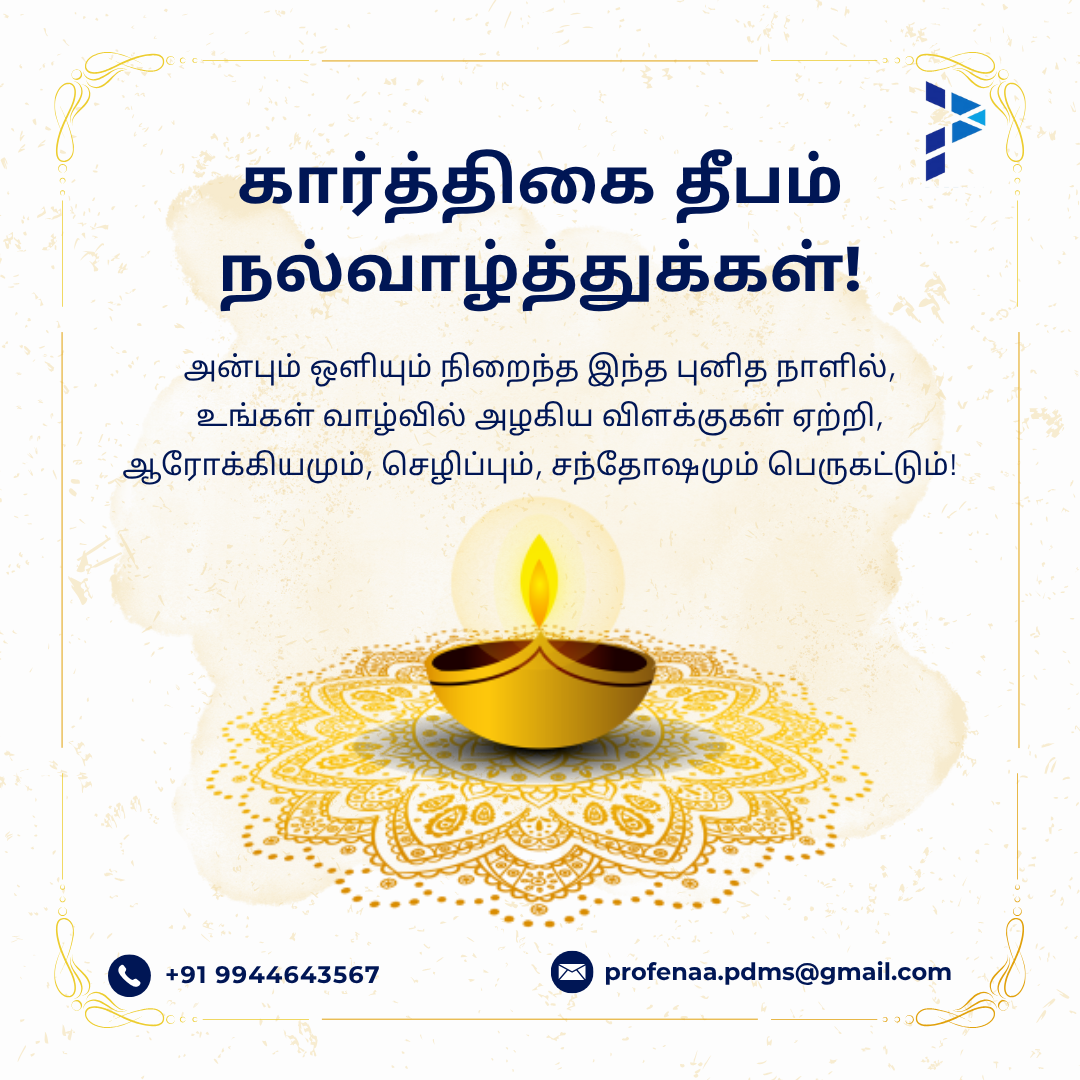 கார்த்திகை தீபம்
நல்வாழ்த்துக்கள்!
அன்பும் ஒளியும் நிறைந்த இந்த புனித நாளில்,
உங்கள் வாழ்வில் அழகிய விளக்குகள் ஏற்றி,
ஆரோக்கியமும், செழிப்பும், சந்தோஷமும் பெருகட்டும்!
+91 9944643567
profenaa.pdms@gmail.com